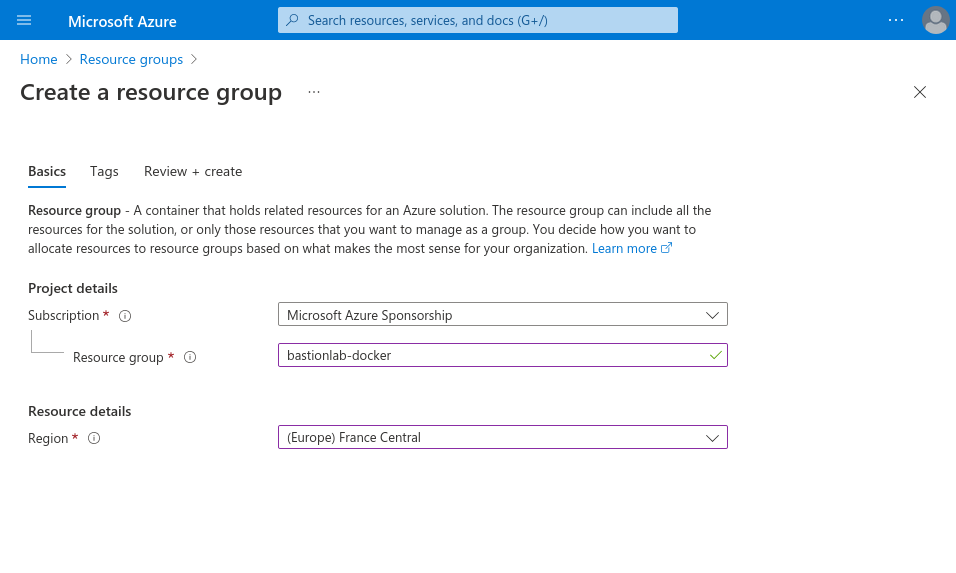 Microsoft Azure
Search resources, services, and docs (G+/)
Home > Resource groups >
Create a resource group ...
Basics Tags Review + create
Resource group - A container that holds related resources for an Azure solution. The resource group can include all the
resources for the solution, or only those resources that you want to manage as a group. You decide how you want to
allocate resources to resource groups based on what makes the most sense for your organization. Learn more
Project details
Subscription * Microsoft Azure Sponsorship
Resource group * bastionlab-docker
Resource details
Region * (Europe) France Central